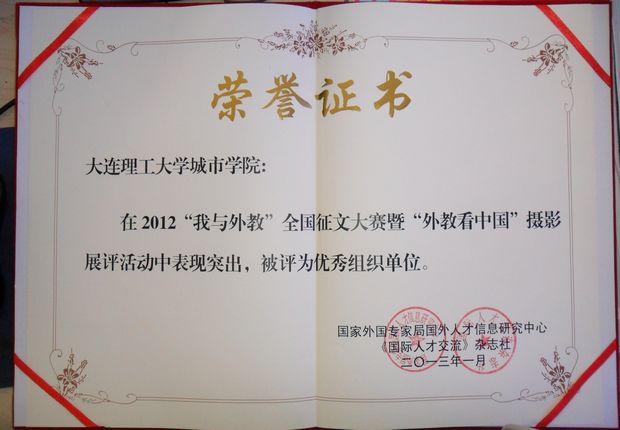 荣誉证书
大连理工大学城市学院：
在2012“我与外教”全国征文大赛暨“外教看中国”摄影
展评活动中表现突出，被评为优秀组织单位。
国家外国专家局国外人才信息研究中心
《国际人才交流》杂志社
二〇一三年一月